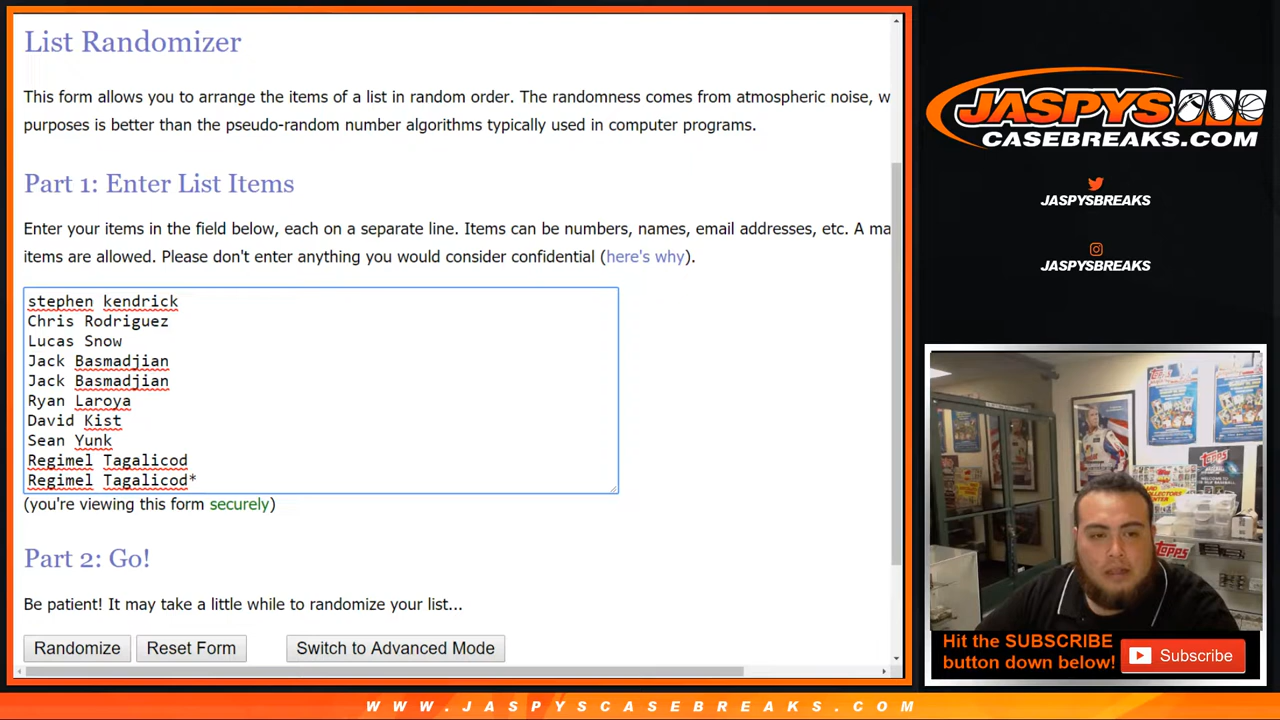 List Randomizer
This form allows you to arrange the items of a list in random order. The randomness comes from atmospheric noise, w
purposes is better than the pseudo-random number algorithms typically used in computer programs.
Part 1: Enter List Items
Enter your items in the field below, each on a separate line. Items can be numbers, names, email addresses, etc. A ma
items are allowed. Please don't enter anything you would consider confidential (here's why).
stephen kendrick
Chris Rodriguez
Lucas Snow
Jack Basmadjian
Jack Basmadjian
Ryan Laroya
David Kist
Sean Yunk
Regimel Tagalicod
Regimel Tagalicod*
(you're viewing this form securely)
Part 2: Go!
Be patient! It may take a little while to randomize your list...
Randomize
Reset Form
Switch to Advanced Mode
JASPYS
CASEBREAKS.COM
JASPYSBREAKS
JASPYSBREAKS
topps
Hit the SUBSCRIBE
button down below!
Subscribe
WWW.JASPYSCASEBREAKS.COM